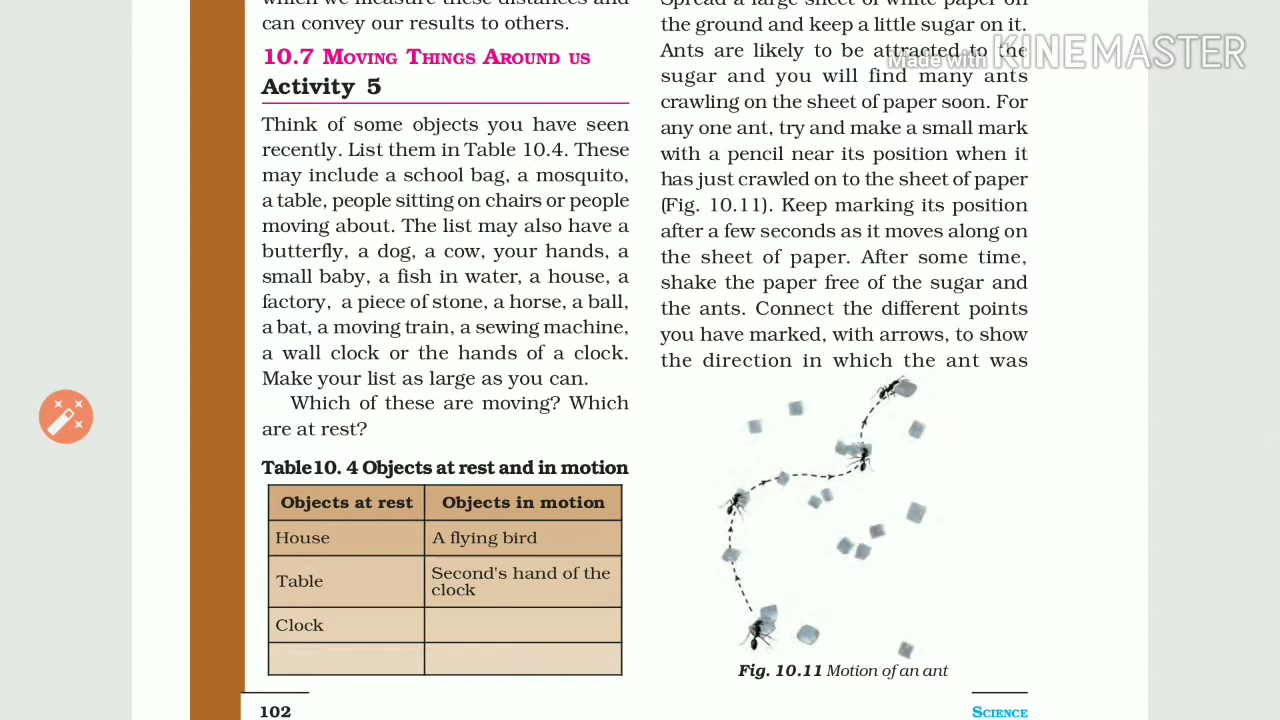 which we measure these distances and
can convey our results to others.
10.7 MOVING THINGS AROUND US
Activity 5
Think of some objects you have seen
recently. List them in Table 10.4. These
may include a school bag, a mosquito,
a table, people sitting on chairs or people
moving about. The list may also have a
butterfly, a dog, a cow, your hands, a
small baby, a fish in water, a house, a
factory, a piece of stone, a horse, a ball,
a bat, a moving train, a sewing machine,
a wall clock or the hands of a clock.
Make your list as large as you can.
Which of these are moving? Which
are at rest?
Table10. 4 Objects at rest and in motion
Objects at rest Objects in motion
House A flying bird
Table Second's hand of the
clock
Clock
102
Spread a large sheet of white paper on
the ground and keep a little sugar on it.
Ants are likely to be attracted to the
sugar and you will find many ants
crawling on the sheet of paper soon. For
any one ant, try and make a small mark
with a pencil near its position when it
has just crawled on to the sheet of paper
(Fig. 10.11). Keep marking its position
after a few seconds as it moves along on
the sheet of paper. After some time,
shake the paper free of the sugar and
the ants. Connect the different points
you have marked, with arrows, to show
the direction in which the ant was
Fig. 10.11 Motion of an ant
SCIENCE
Made with KINEMASTER